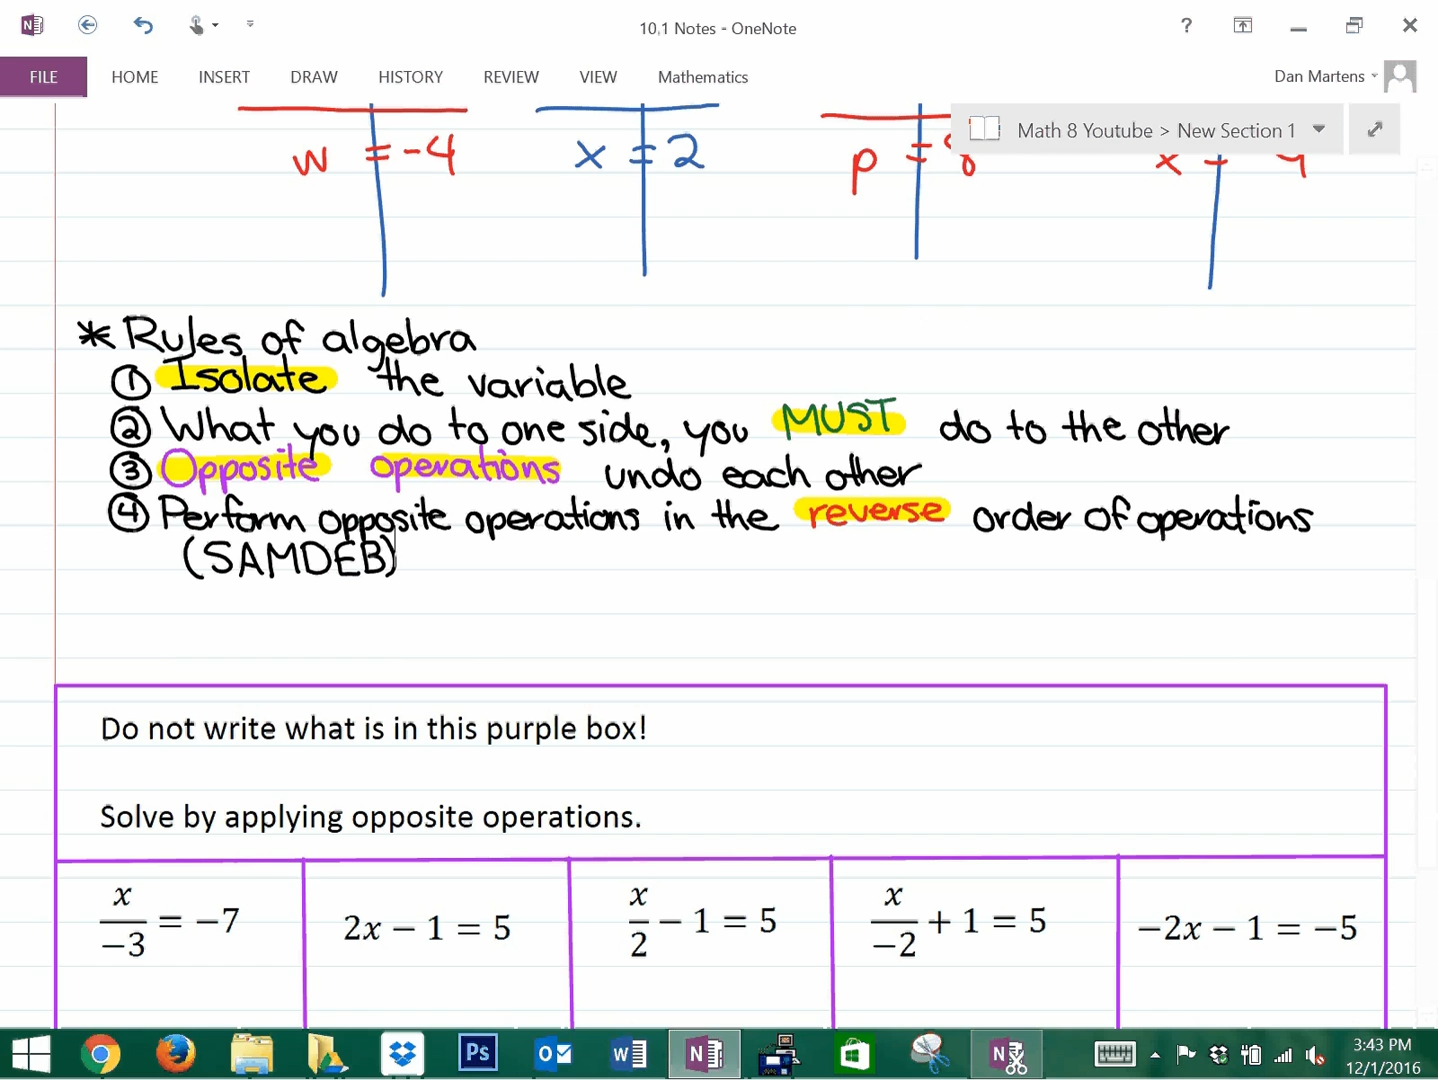 10,1 Notes - OneNote
?
FILE HOME INSERT DRAW HISTORY REVIEW VIEW Mathematics
Dan Martens
Math 8 Youtube > New Section 1
w = -4
x = 2
p =
x =
* Rules of algebra
① Isolate the variable
② What you do to one side, you MUST do to the other
③ Opposite operations undo each other
④ Perform opposite operations in the reverse order of operations
(SAMDEB)
Do not write what is in this purple box!
Solve by applying opposite operations.
x/−3 = −7
2x − 1 = 5
x/2 − 1 = 5
x/−2 + 1 = 5
−2x − 1 = −5
Ps
3:43 PM
12/1/2016